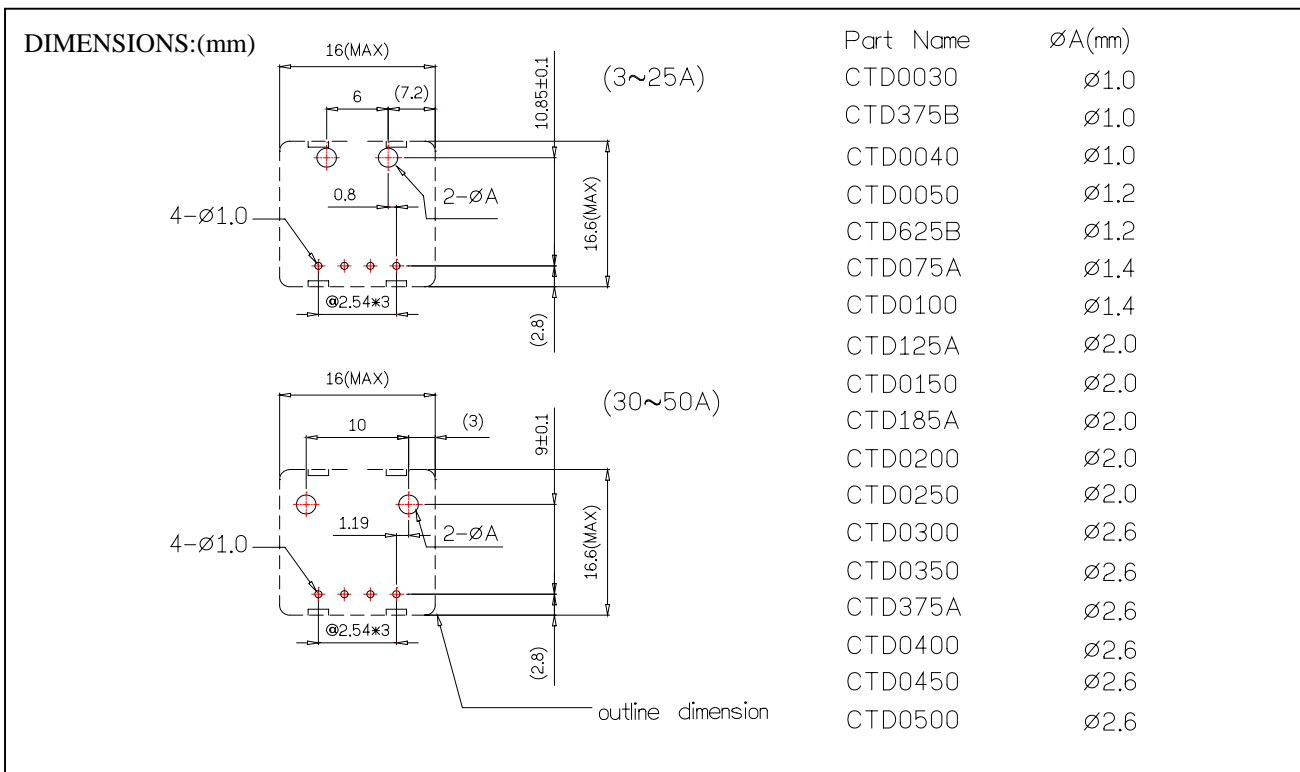 DIMENSIONS:(mm)
16(MAX)
(3~25A)
6
(7.2)
10.85±0.1
16.6(MAX)
0.8
2-ØA
4-Ø1.0
@2.54*3
(2.8)
16(MAX)
(30~50A)
10
(3)
9±0.1
16.6(MAX)
1.19
2-ØA
4-Ø1.0
@2.54*3
(2.8)
outline dimension
Part Name ØA(mm)
CTD0030 Ø1.0
CTD375B Ø1.0
CTD0040 Ø1.0
CTD0050 Ø1.2
CTD625B Ø1.2
CTD075A Ø1.4
CTD0100 Ø1.4
CTD125A Ø2.0
CTD0150 Ø2.0
CTD185A Ø2.0
CTD0200 Ø2.0
CTD0250 Ø2.0
CTD0300 Ø2.6
CTD0350 Ø2.6
CTD375A Ø2.6
CTD0400 Ø2.6
CTD0450 Ø2.6
CTD0500 Ø2.6